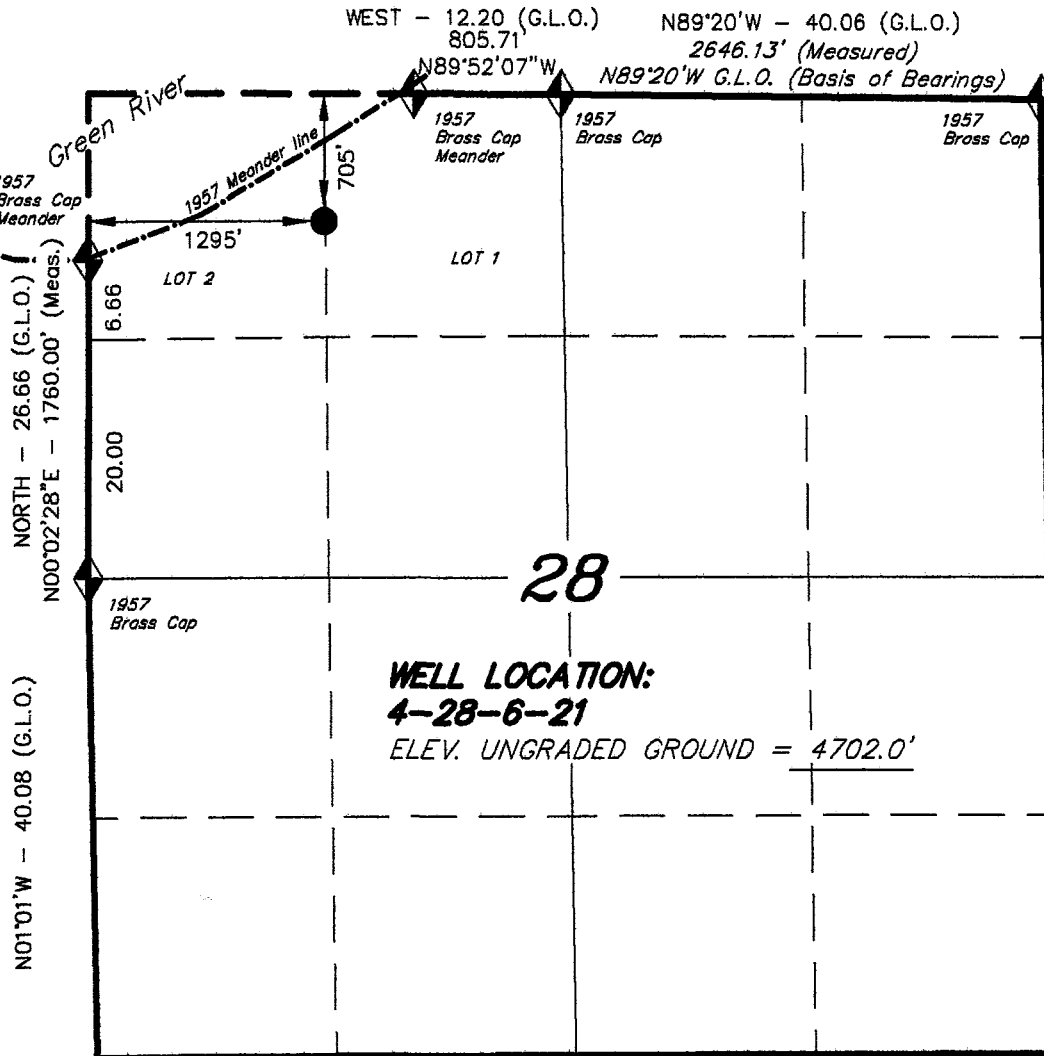 WEST - 12.20 (G.L.O.)
805.71'
N89°52'07"W
N89°20'W - 40.06 (G.L.O.)
2646.13' (Measured)
N89°20'W G.L.O. (Basis of Bearings)
Green River
1957
Brass Cap
Meander
1957
Brass Cap
1957
Brass Cap
1957 Meander line
705'
1957
Brass Cap
Meander
1295'
LOT 2
LOT 1
6.66
NORTH - 26.66 (G.L.O.)
N00°02'28"E - 1760.00' (Meas.)
20.00
28
1957
Brass Cap
WELL LOCATION:
4-28-6-21
ELEV. UNGRADED GROUND = 4702.0'
N01°01'W - 40.08 (G.L.O.)